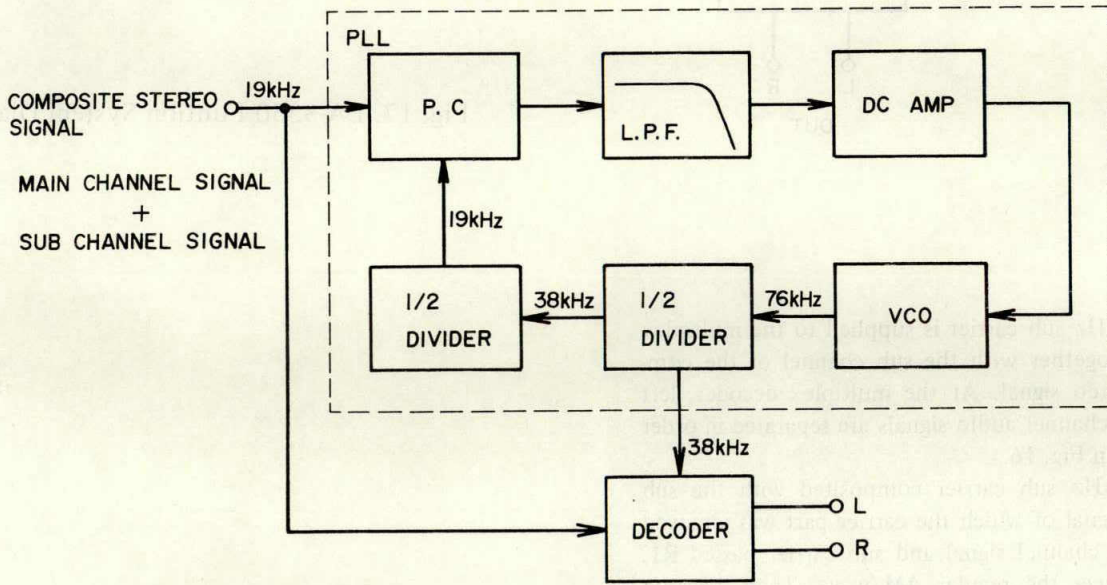 PLL
19kHz
COMPOSITE STEREO
SIGNAL
MAIN CHANNEL SIGNAL
+
SUB CHANNEL SIGNAL
P.C
L.P.F.
DC AMP
19kHz
1/2
DIVIDER
38kHz
1/2
DIVIDER
76kHz
VCO
38kHz
DECODER
L
R